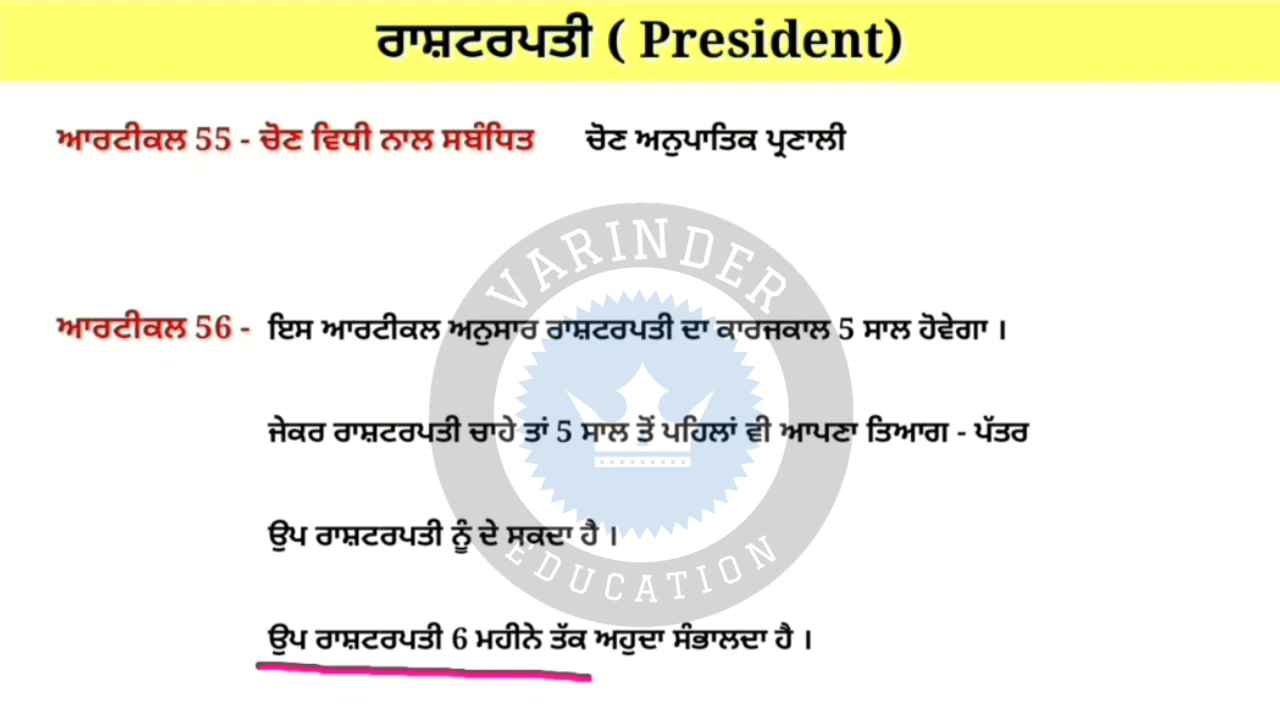 ਰਾਸ਼ਟਰਪਤੀ ( President)
ਆਰਟੀਕਲ 55 - ਚੋਣ ਵਿਧੀ ਨਾਲ ਸਬੰਧਿਤ ਚੋਣ ਅਨੁਪਾਤਿਕ ਪ੍ਰਣਾਲੀ
VARINDER
ਆਰਟੀਕਲ 56 - ਇਸ ਆਰਟੀਕਲ ਅਨੁਸਾਰ ਰਾਸ਼ਟਰਪਤੀ ਦਾ ਕਾਰਜਕਾਲ 5 ਸਾਲ ਹੋਵੇਗਾ ।
ਜੇਕਰ ਰਾਸ਼ਟਰਪਤੀ ਚਾਹੇ ਤਾਂ 5 ਸਾਲ ਤੋਂ ਪਹਿਲਾਂ ਵੀ ਆਪਣਾ ਤਿਆਗ - ਪੱਤਰ
ਉਪ ਰਾਸ਼ਟਰਪਤੀ ਨੂੰ ਦੇ ਸਕਦਾ ਹੈ ।
EDUCATION
ਉਪ ਰਾਸ਼ਟਰਪਤੀ 6 ਮਹੀਨੇ ਤੱਕ ਅਹੁਦਾ ਸੰਭਾਲਦਾ ਹੈ ।